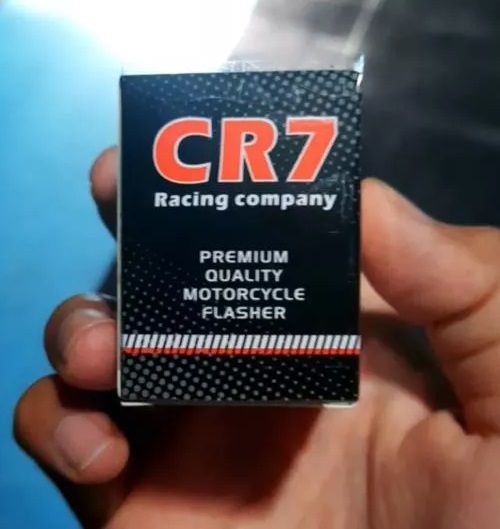 CR7
Racing company
PREMIUM
QUALITY
MOTORCYCLE
FLASHER